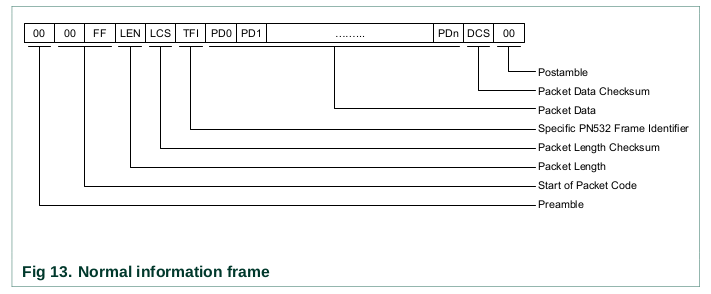 00 00 FF LEN LCS TFI PD0 PD1 ......... PDn DCS 00
Postamble
Packet Data Checksum
Packet Data
Specific PN532 Frame Identifier
Packet Length Checksum
Packet Length
Start of Packet Code
Preamble
Fig 13. Normal information frame